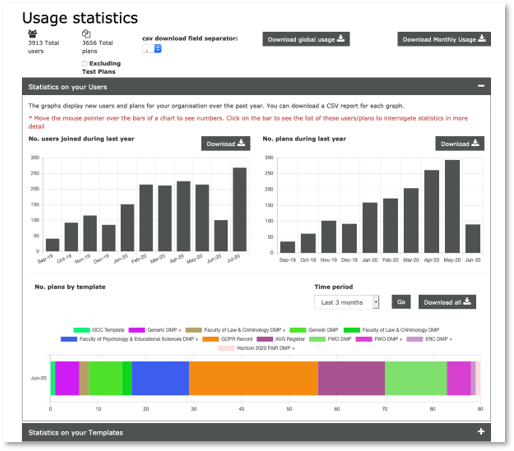 Usage statistics
3913 Total users
3656 Total plans
Excluding Test Plans
csv download field separator:
,
Download global usage
Download Monthly Usage
Statistics on your Users
The graphs display new users and plans for your organisation over the past year. You can download a CSV report for each graph.
* Move the mouse pointer over the bars of a chart to see numbers. Click on the bar to see the list of these users/plans to interrogate statistics in more
detail
No. users joined during last year
Download
No. plans during last year
Download
300
250
200
150
100
50
0
Sep-19 Oct-19 Nov-19 Dec-19 Jan-20 Feb-20 Mar-20 Apr-20 May-20 Jun-20 Jul-20
300
250
200
150
100
50
0
Sep-19 Oct-19 Nov-19 Dec-19 Jan-20 Feb-20 Mar-20 Apr-20 May-20 Jun-20
No. plans by template
Time period
Last 3 months
Go
Download all
DCC Template Generic DMP + Faculty of Law & Criminology DMP + Generic DMP Faculty of Law & Criminology DMP
Faculty of Psychology & Educational Sciences DMP + GDPR Record AVG Register FWO DMP FWO DMP + ERC DMP +
Horizon 2020 FAIR DMP +
Jun-20
0 10 20 30 40 50 60 70 80 90
Statistics on your Templates